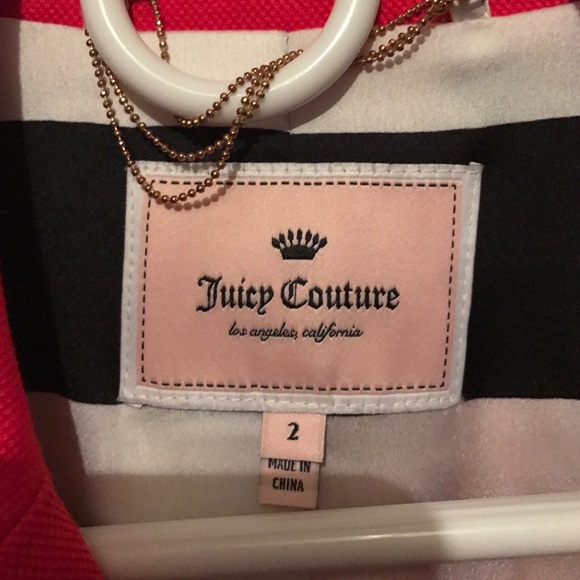 Juicy Couture
los angeles, california
2
MADE IN
CHINA